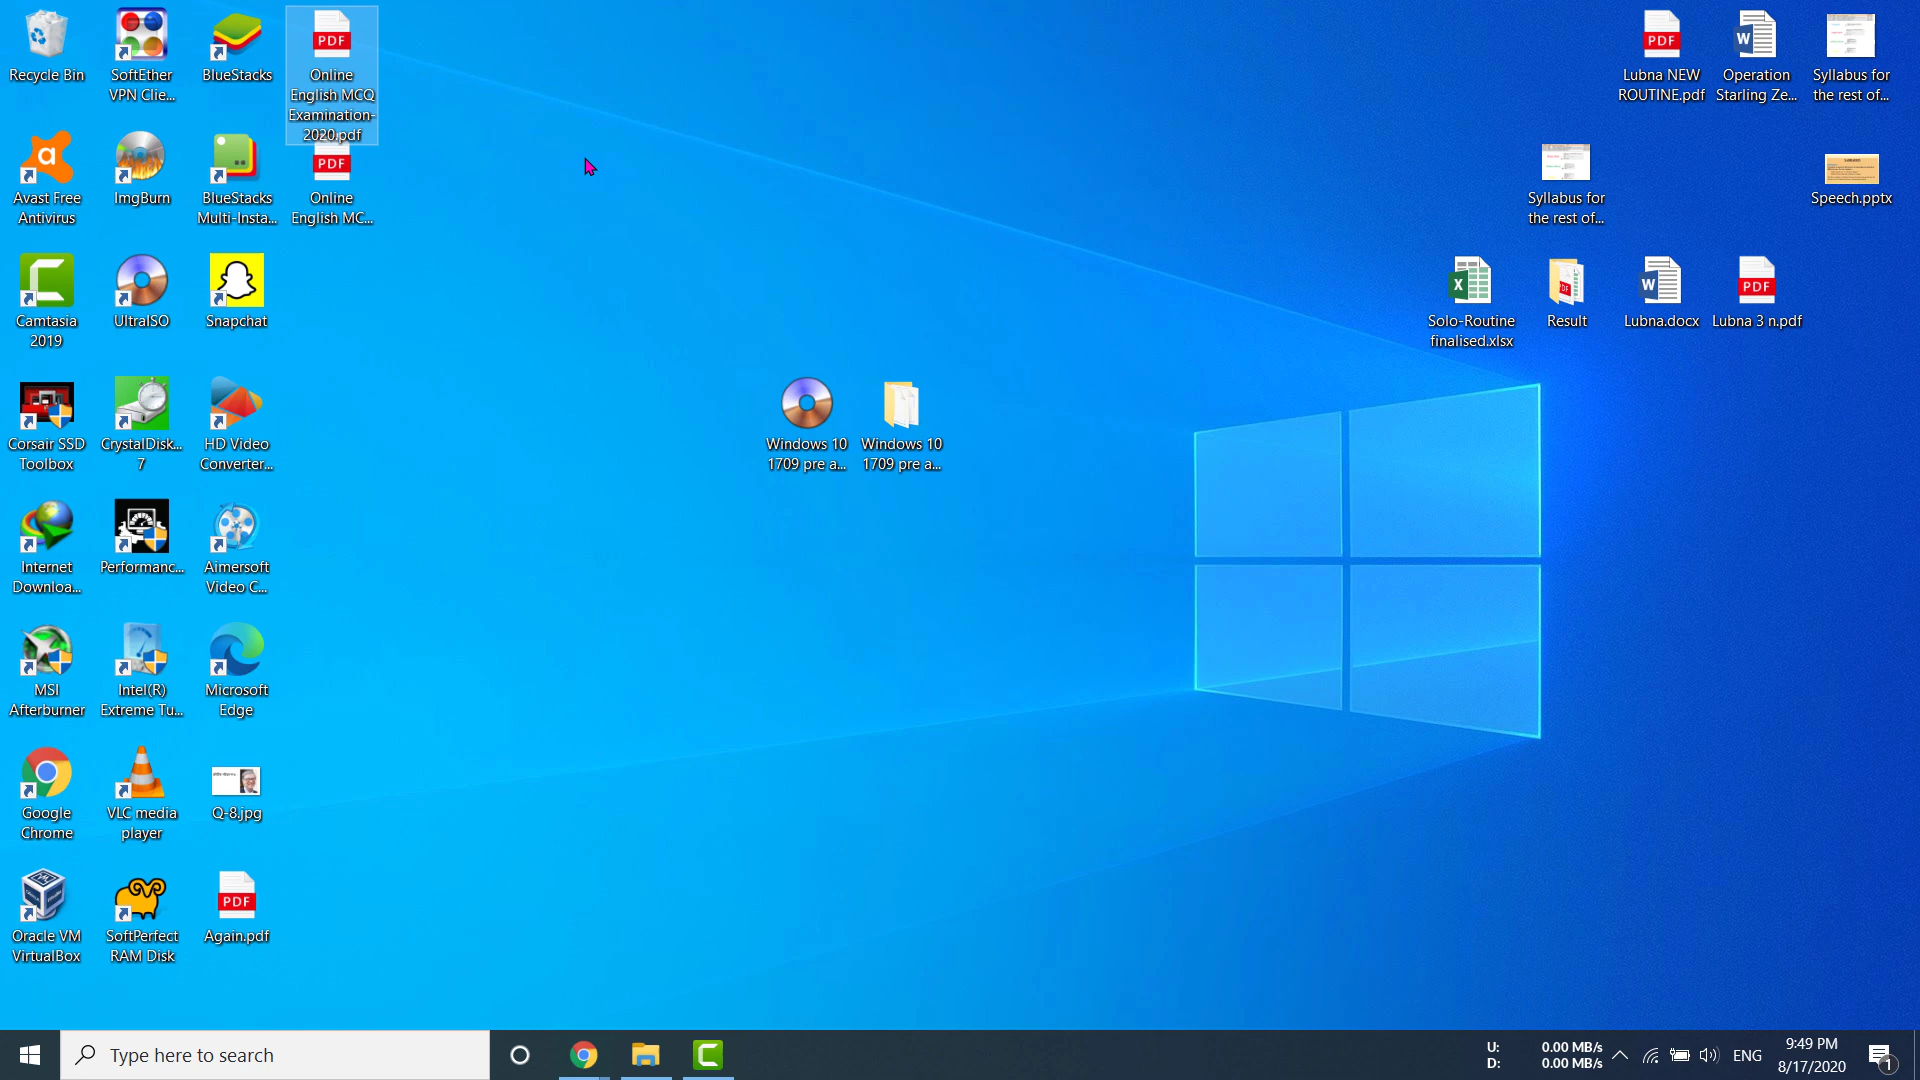 Recycle Bin
SoftEther
VPN Clie...
BlueStacks
PDF
Online
English MCQ
Examination-
2020.pdf
PDF
Lubna NEW
ROUTINE.pdf
W
Operation
Starling Ze...
Syllabus for
the rest of...
Avast Free
Antivirus
ImgBurn
BlueStacks
Multi-Insta...
PDF
Online
English MC...
Syllabus for
the rest of...
Speech.pptx
Camtasia
2019
UltraISO
Snapchat
X
Solo-Routine
finalised.xlsx
PDF
Result
W
Lubna.docx
PDF
Lubna 3 n.pdf
Corsair SSD
Toolbox
CrystalDisk...
7
HD Video
Converter...
Windows 10
1709 pre a...
Windows 10
1709 pre a...
Internet
Downloa...
Performanc...
Aimersoft
Video C...
MSI
Afterburner
Intel(R)
Extreme Tu...
Microsoft
Edge
Google
Chrome
VLC media
player
Q-8.jpg
Oracle VM
VirtualBox
SoftPerfect
RAM Disk
PDF
Again.pdf
Type here to search
U: 0.00 MB/s
D: 0.00 MB/s
ENG
9:49 PM
8/17/2020
1